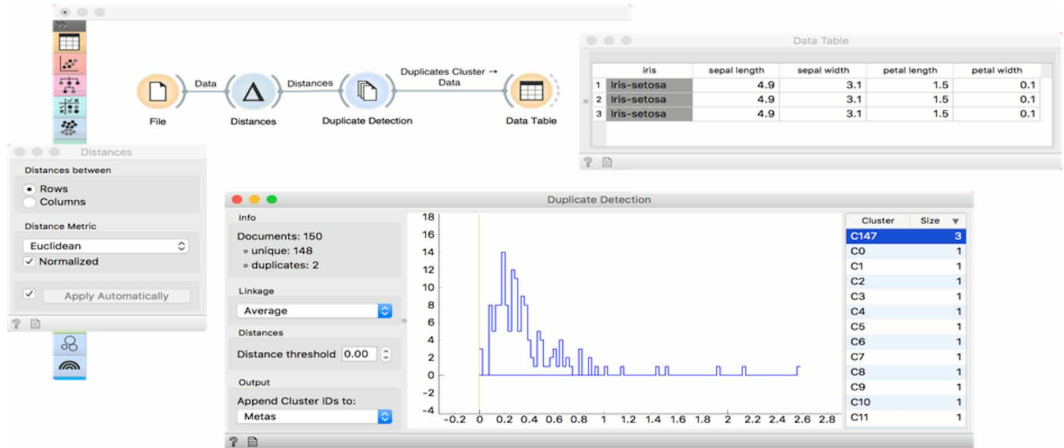 Data
Distances
Duplicates Cluster →
Data
File
Distances
Duplicate Detection
Data Table
Data Table
iris sepal length sepal width petal length petal width
1 Iris-setosa 4.9 3.1 1.5 0.1
2 Iris-setosa 4.9 3.1 1.5 0.1
3 Iris-setosa 4.9 3.1 1.5 0.1
?
Distances
Distances between
Rows
Columns
Distance Metric
Euclidean
Normalized
Apply Automatically
?
Duplicate Detection
Info
Documents: 150
◦ unique: 148
◦ duplicates: 2
Linkage
Average
Distances
Distance threshold 0.00
Output
Append Cluster IDs to:
Metas
?
18
16
14
12
10
8
6
4
2
0
-2
-4
-0.2 0 0.2 0.4 0.6 0.8 1 1.2 1.4 1.6 1.8 2 2.2 2.4 2.6 2.8
Cluster Size
C147 3
C0 1
C1 1
C2 1
C3 1
C4 1
C5 1
C6 1
C7 1
C8 1
C9 1
C10 1
C11 1